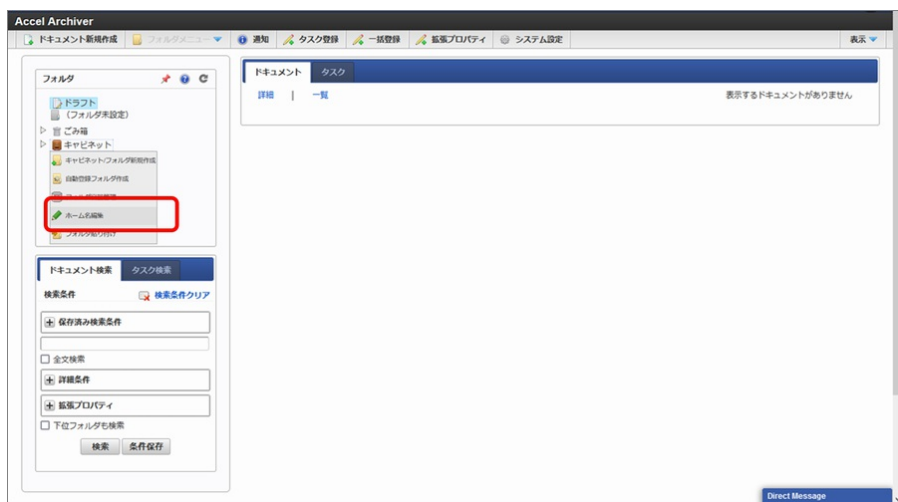 Accel Archiver
ドキュメント新規作成 フォルダメニュー 通知 タスク登録 一括登録 拡張プロパティ システム設定 表示
フォルダ
ドラフト
(フォルダ未設定)
ごみ箱
キャビネット
キャビネット/フォルダ新規作成
自動登録フォルダ作成
ホーム名編集
フォルダ貼り付け
ドキュメント検索 タスク検索
検索条件 検索条件クリア
保存済み検索条件
全文検索
詳細条件
拡張プロパティ
下位フォルダも検索
検索 条件保存
ドキュメント タスク
詳細 | 一覧 表示するドキュメントがありません
Direct Message